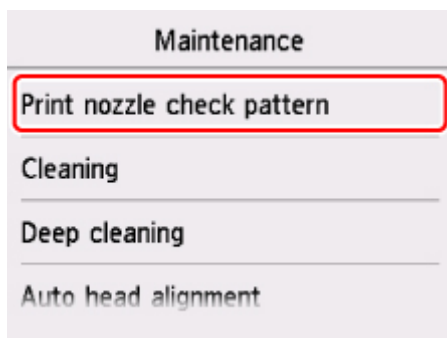 Maintenance
Print nozzle check pattern
Cleaning
Deep cleaning
Auto head alignment